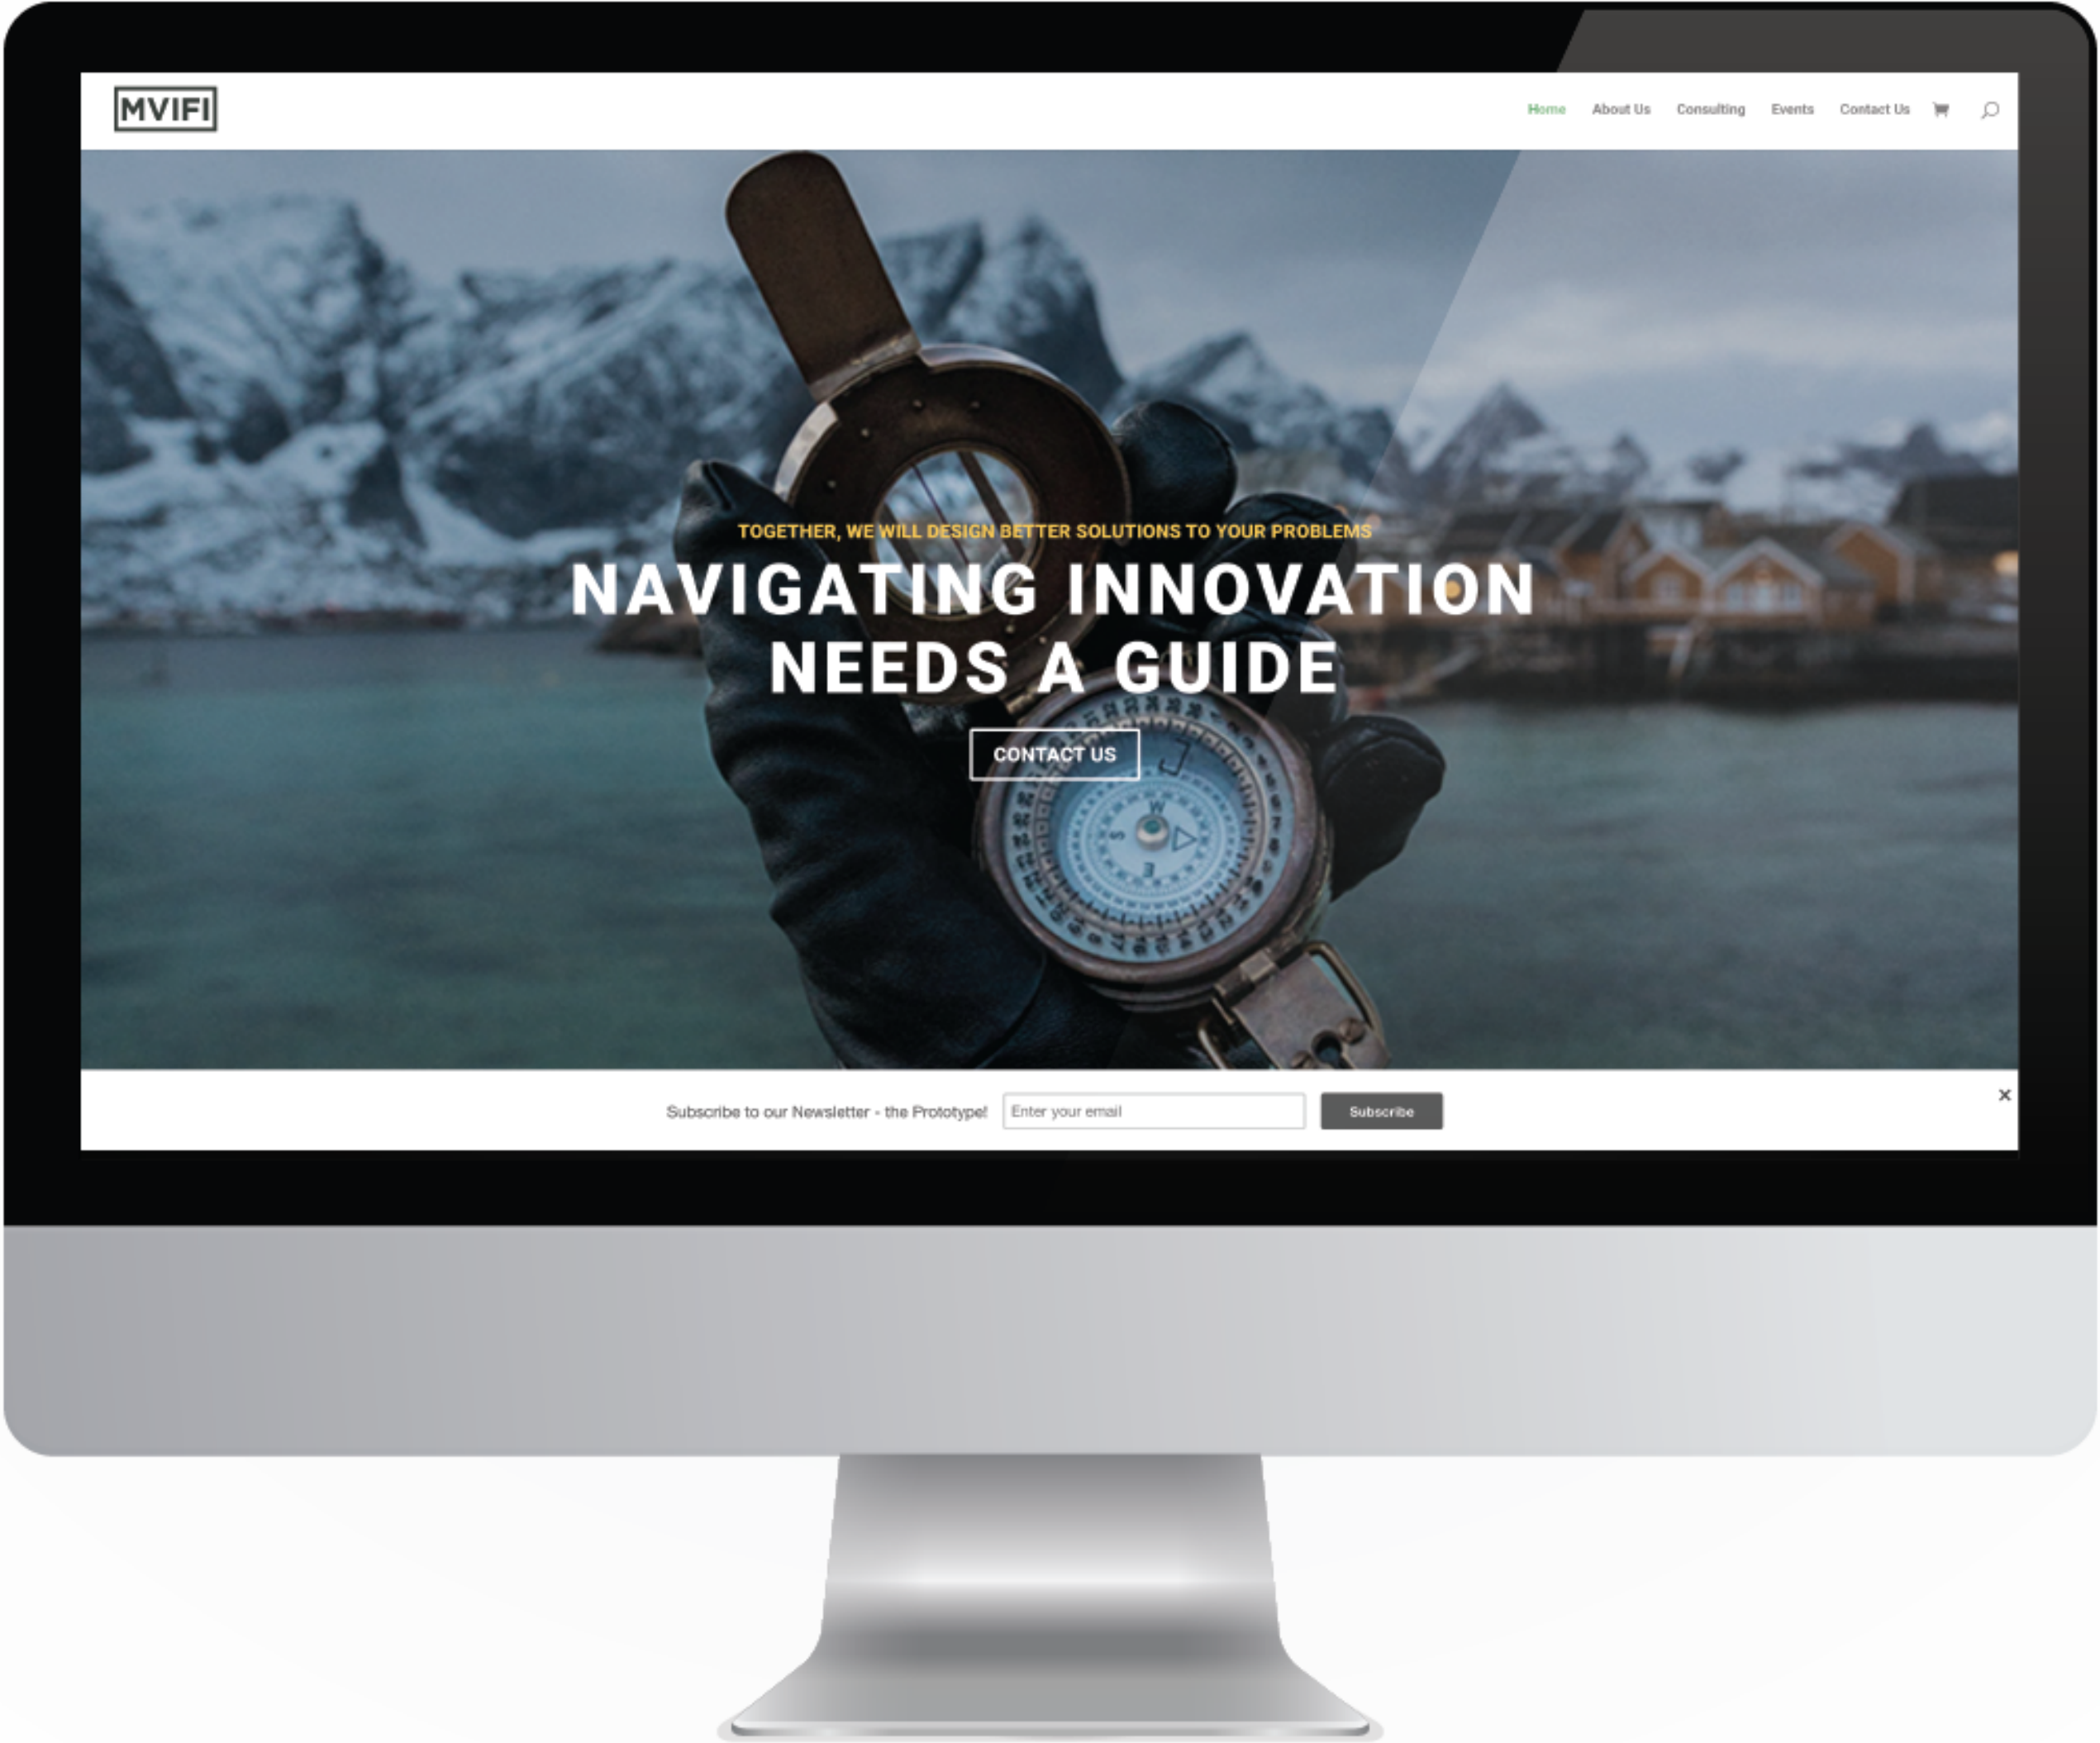 MVIFI
Home About Us Consulting Events Contact Us
TOGETHER, WE WILL DESIGN BETTER SOLUTIONS TO YOUR PROBLEMS
NAVIGATING INNOVATION
NEEDS A GUIDE
CONTACT US
W
S
E
Subscribe to our Newsletter - the Prototype! Enter your email Subscribe